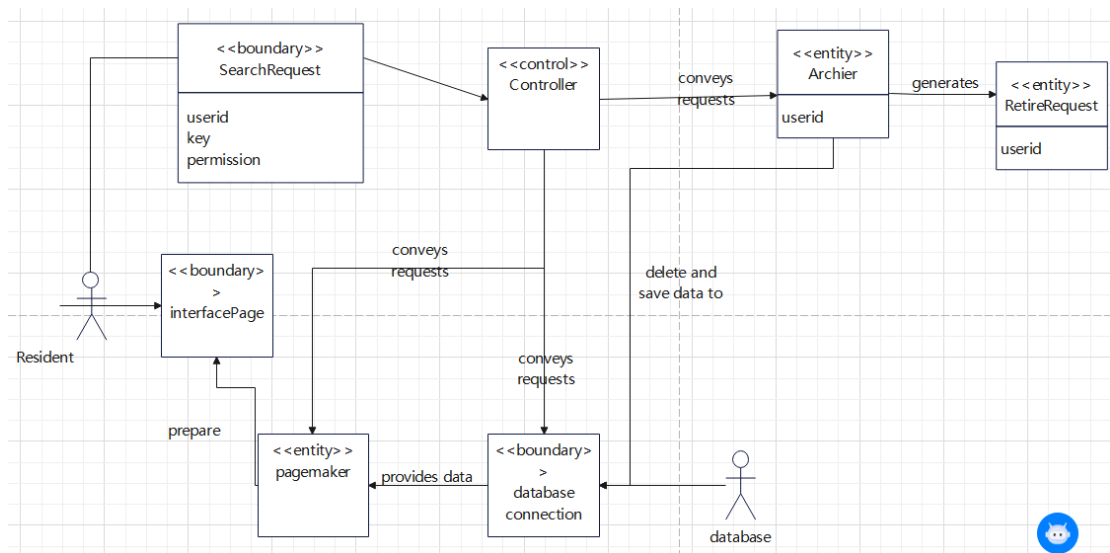 <<boundary>>
SearchRequest
userid
key
permission
<<control>>
Controller
conveys
requests
<<entity>>
Archier
userid
generates
<<entity>>
RetireRequest
userid
conveys
requests
<<boundary>
>
interfacePage
delete and
save data to
Resident
conveys
requests
prepare
<<entity>>
pagemaker
provides data
<<boundary>
>
database
connection
database